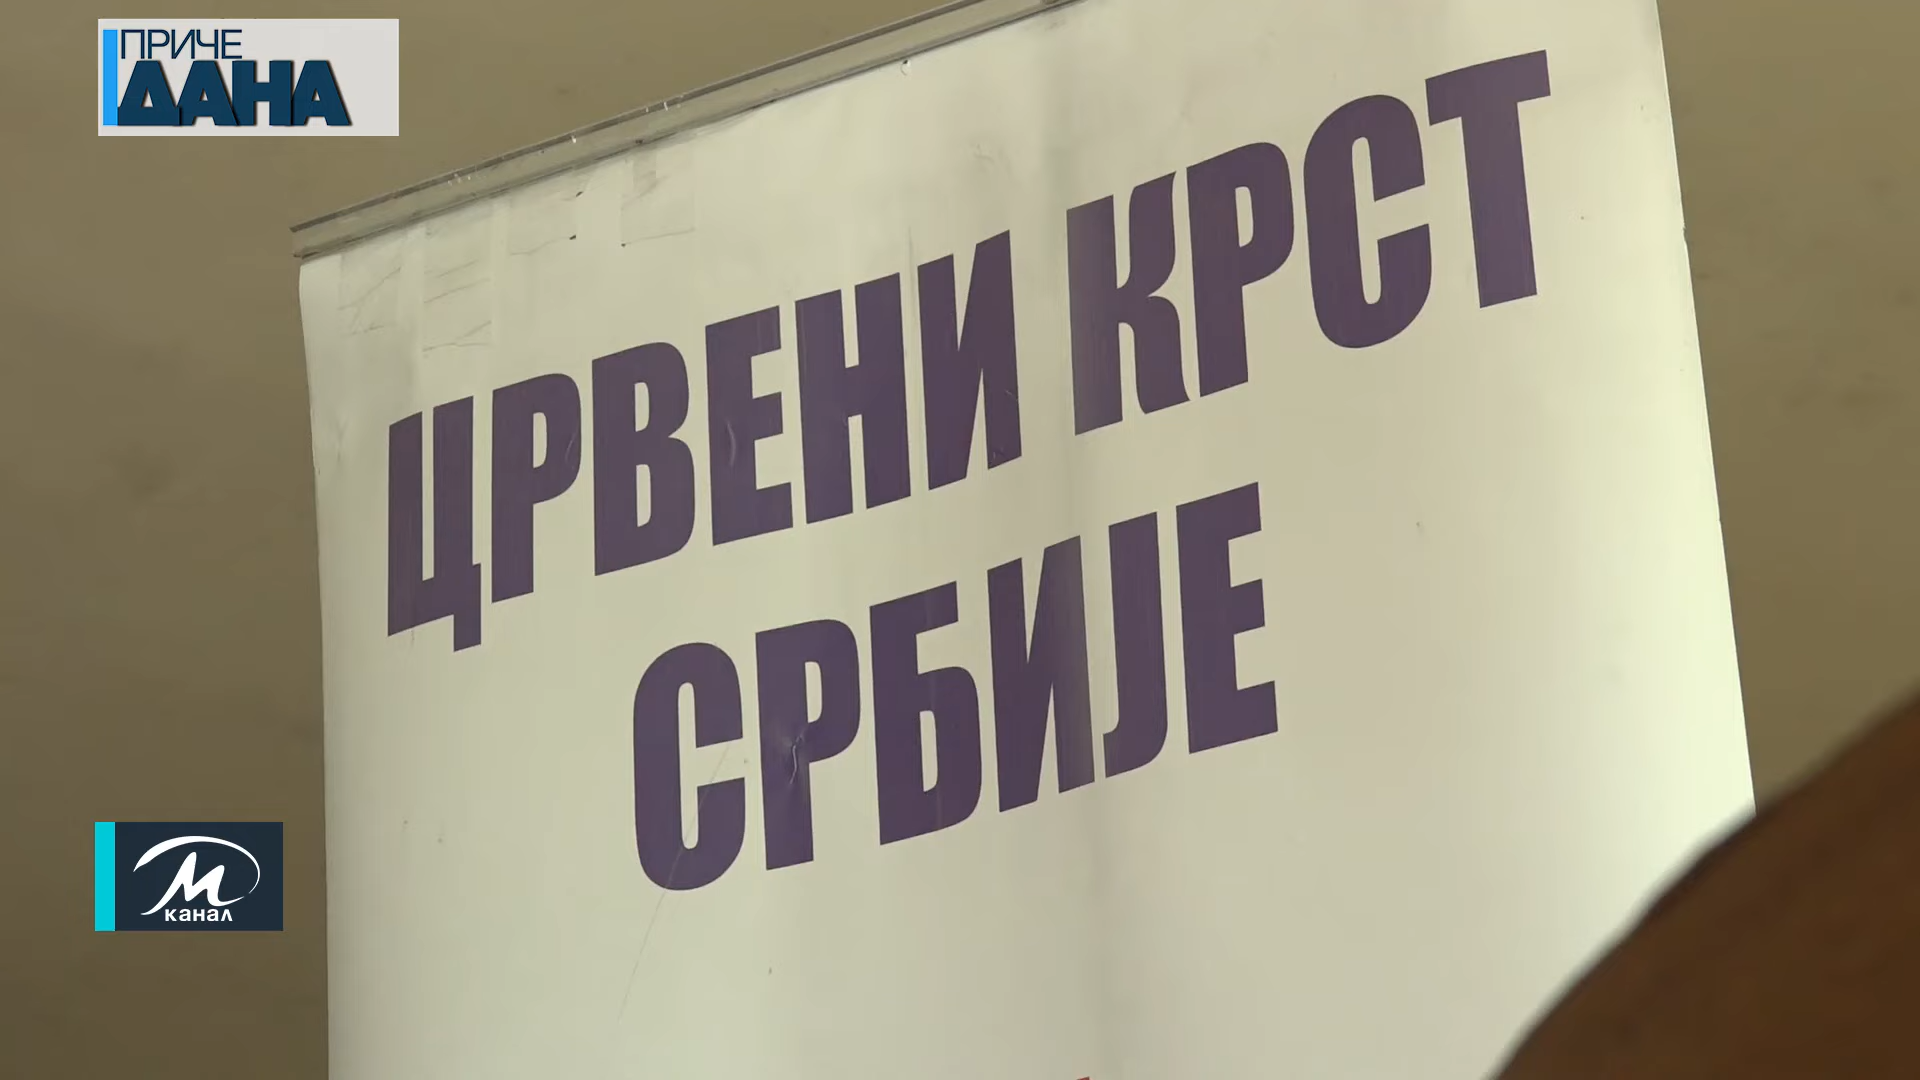 ПРИЧЕ
ДАНА
ЦРВЕНИ КРСТ
СРБИЈЕ
М
канал